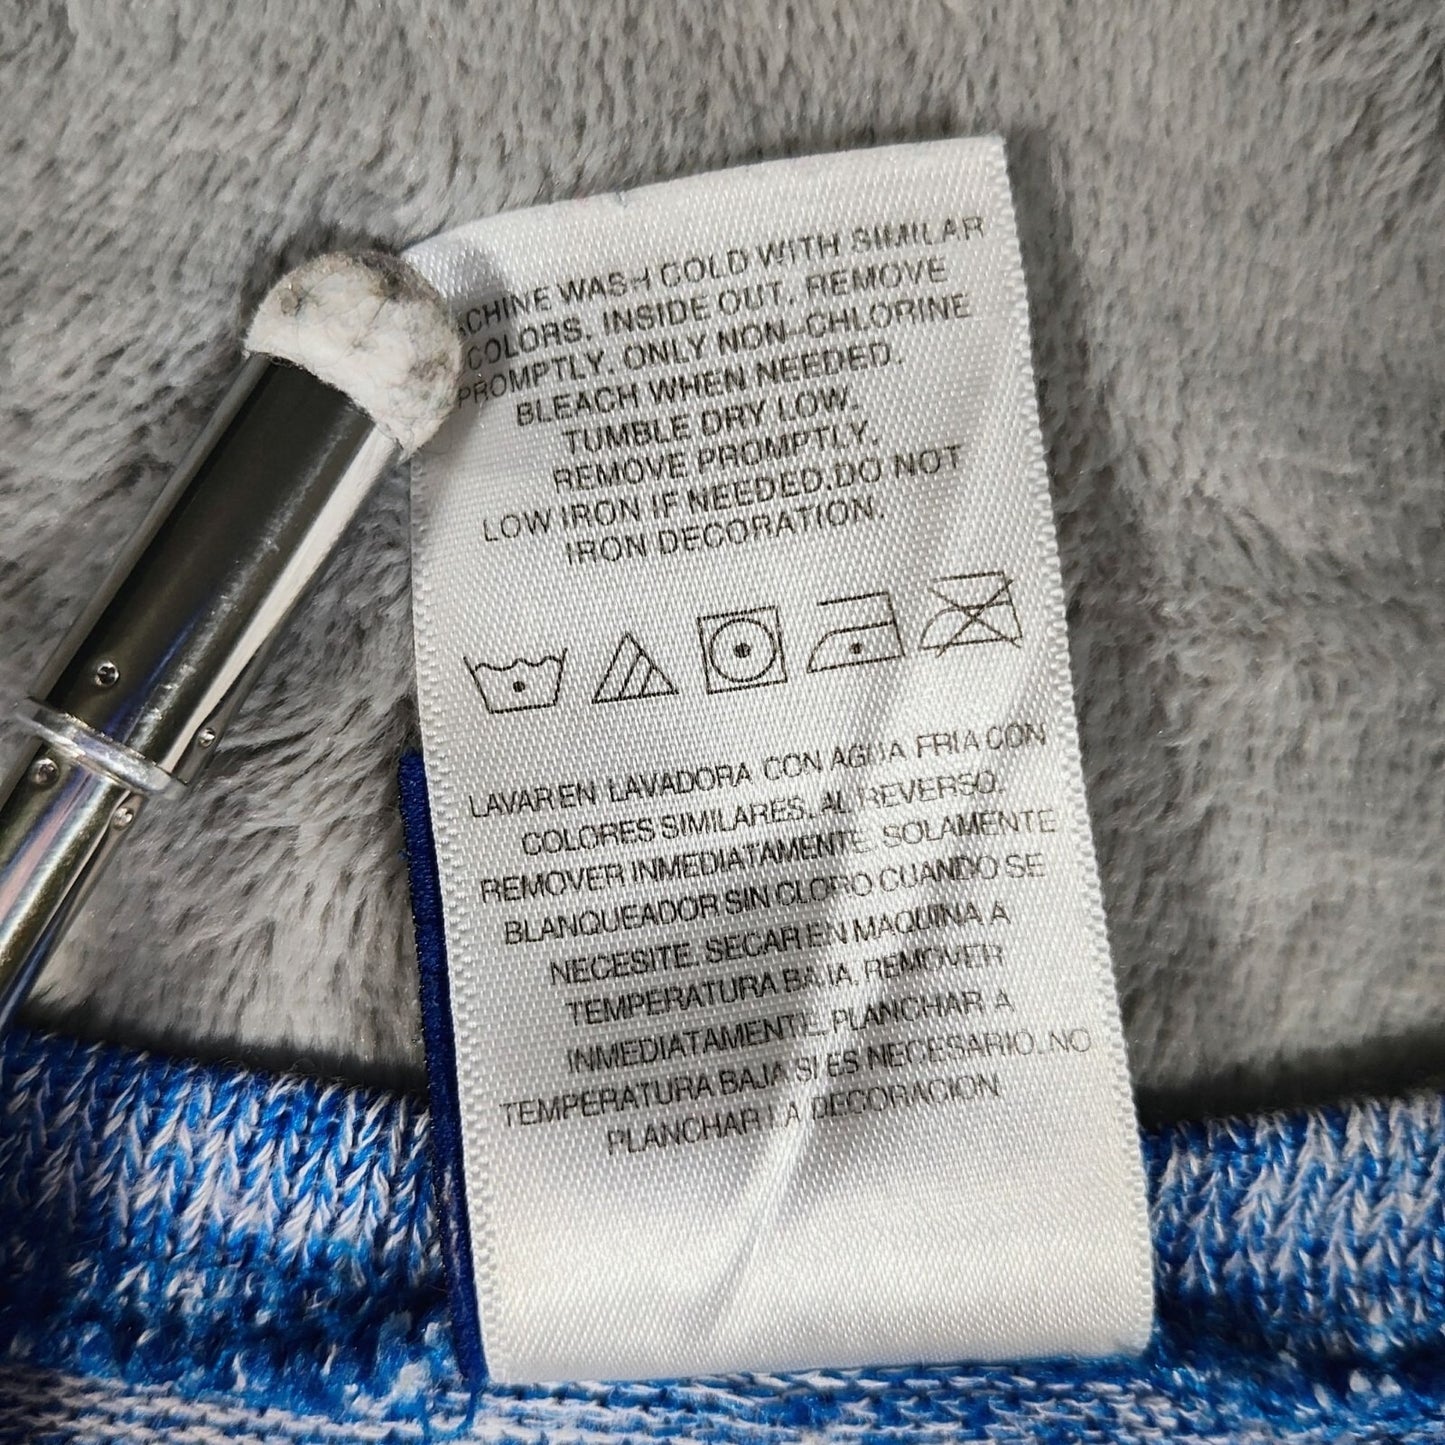 ACHINE WASH COLD WITH SIMILAR
COLORS. INSIDE OUT. REMOVE
PROMPTLY. ONLY NON-CHLORINE
BLEACH WHEN NEEDED.
TUMBLE DRY LOW.
REMOVE PROMPTLY.
LOW IRON IF NEEDED.DO NOT
IRON DECORATION.
LAVAR EN LAVADORA CON AGUA FRIA CON
COLORES SIMILARES. AL REVERSO.
REMOVER INMEDIATAMENTE. SOLAMENTE
BLANQUEADOR SIN CLORO CUANDO SE
NECESITE. SECAR EN MAQUINA A
TEMPERATURA BAJA. REMOVER
INMEDIATAMENTE. PLANCHAR A
TEMPERATURA BAJA SI ES NECESARIO. NO
PLANCHAR LA DECORACION